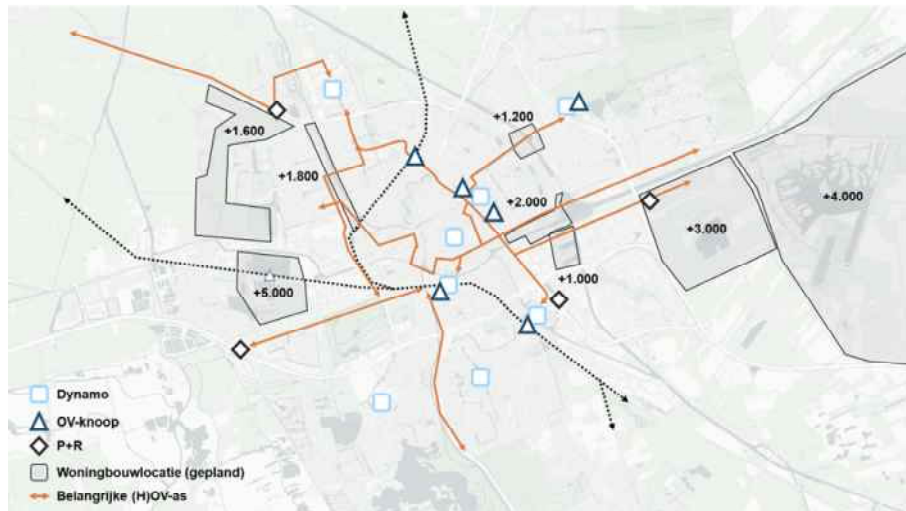 +1.200
+1.600
+1.800
+2.000
+4.000
+3.000
+1.000
+5.000
Dynamo
OV-knoop
P+R
Woningbouwlocatie (gepland)
Belangrijke (H)OV-as